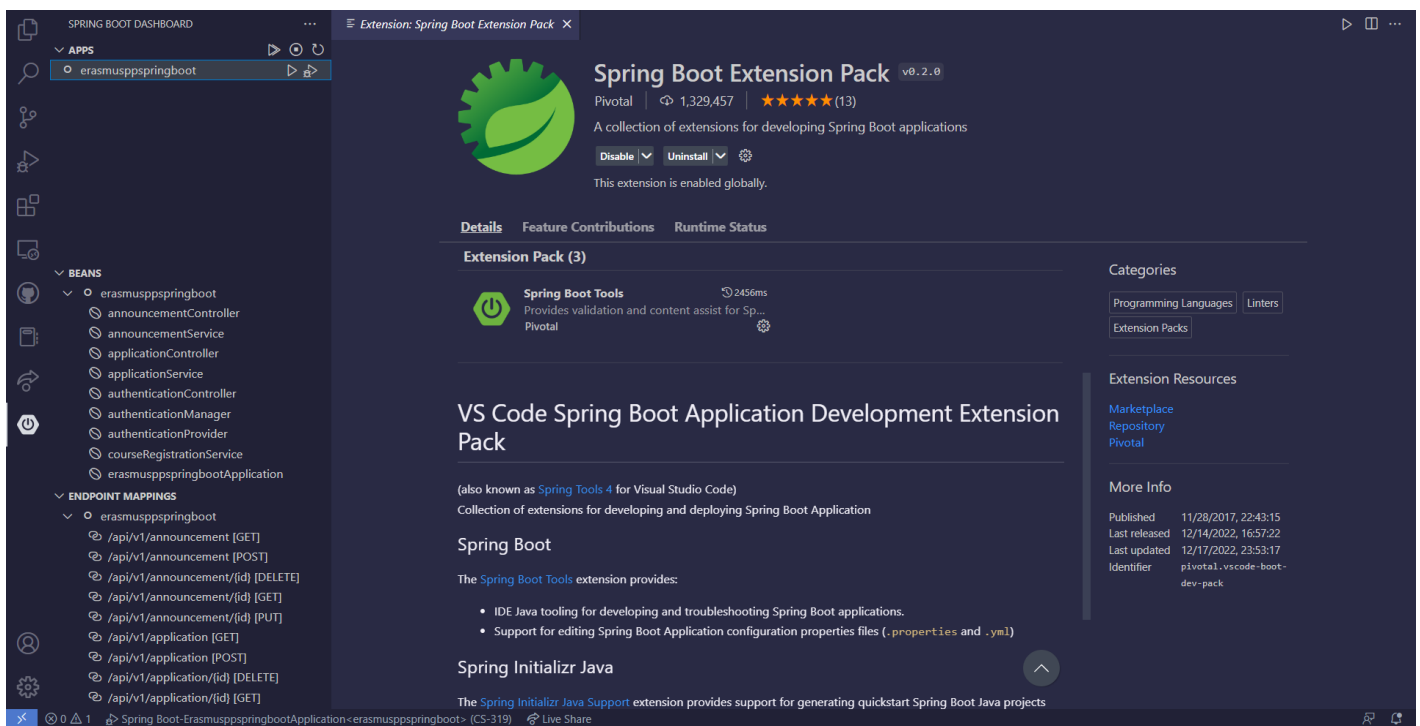 SPRING BOOT DASHBOARD
APPS
erasmusppspringboot
BEANS
erasmusppspringboot
announcementController
announcementService
applicationController
applicationService
authenticationController
authenticationManager
authenticationProvider
courseRegistrationService
erasmusppspringbootApplication
ENDPOINT MAPPINGS
erasmusppspringboot
/api/v1/announcement [GET]
/api/v1/announcement [POST]
/api/v1/announcement/{id} [DELETE]
/api/v1/announcement/{id} [GET]
/api/v1/announcement/{id} [PUT]
/api/v1/application [GET]
/api/v1/application [POST]
/api/v1/application/{id} [DELETE]
/api/v1/application/{id} [GET]
Extension: Spring Boot Extension Pack
Spring Boot Extension Pack v0.2.0
Pivotal 1,329,457 ★★★★★(13)
A collection of extensions for developing Spring Boot applications
Disable Uninstall
This extension is enabled globally.
Details Feature Contributions Runtime Status
Extension Pack (3)
Spring Boot Tools 2456ms
Provides validation and content assist for Sp...
Pivotal
VS Code Spring Boot Application Development Extension
Pack
(also known as Spring Tools 4 for Visual Studio Code)
Collection of extensions for developing and deploying Spring Boot Application
Spring Boot
The Spring Boot Tools extension provides:
• IDE Java tooling for developing and troubleshooting Spring Boot applications.
• Support for editing Spring Boot Application configuration properties files (.properties and .yml)
Spring Initializr Java
The Spring Initializr Java Support extension provides support for generating quickstart Spring Boot Java projects
Categories
Programming Languages Linters
Extension Packs
Extension Resources
Marketplace
Repository
Pivotal
More Info
Published 11/28/2017, 22:43:15
Last released 12/14/2022, 16:57:22
Last updated 12/17/2022, 23:53:17
Identifier pivotal.vscode-boot-
dev-pack
0 1 Spring Boot-ErasmusppspringbootApplication<erasmusppspringboot> (CS-319) Live Share